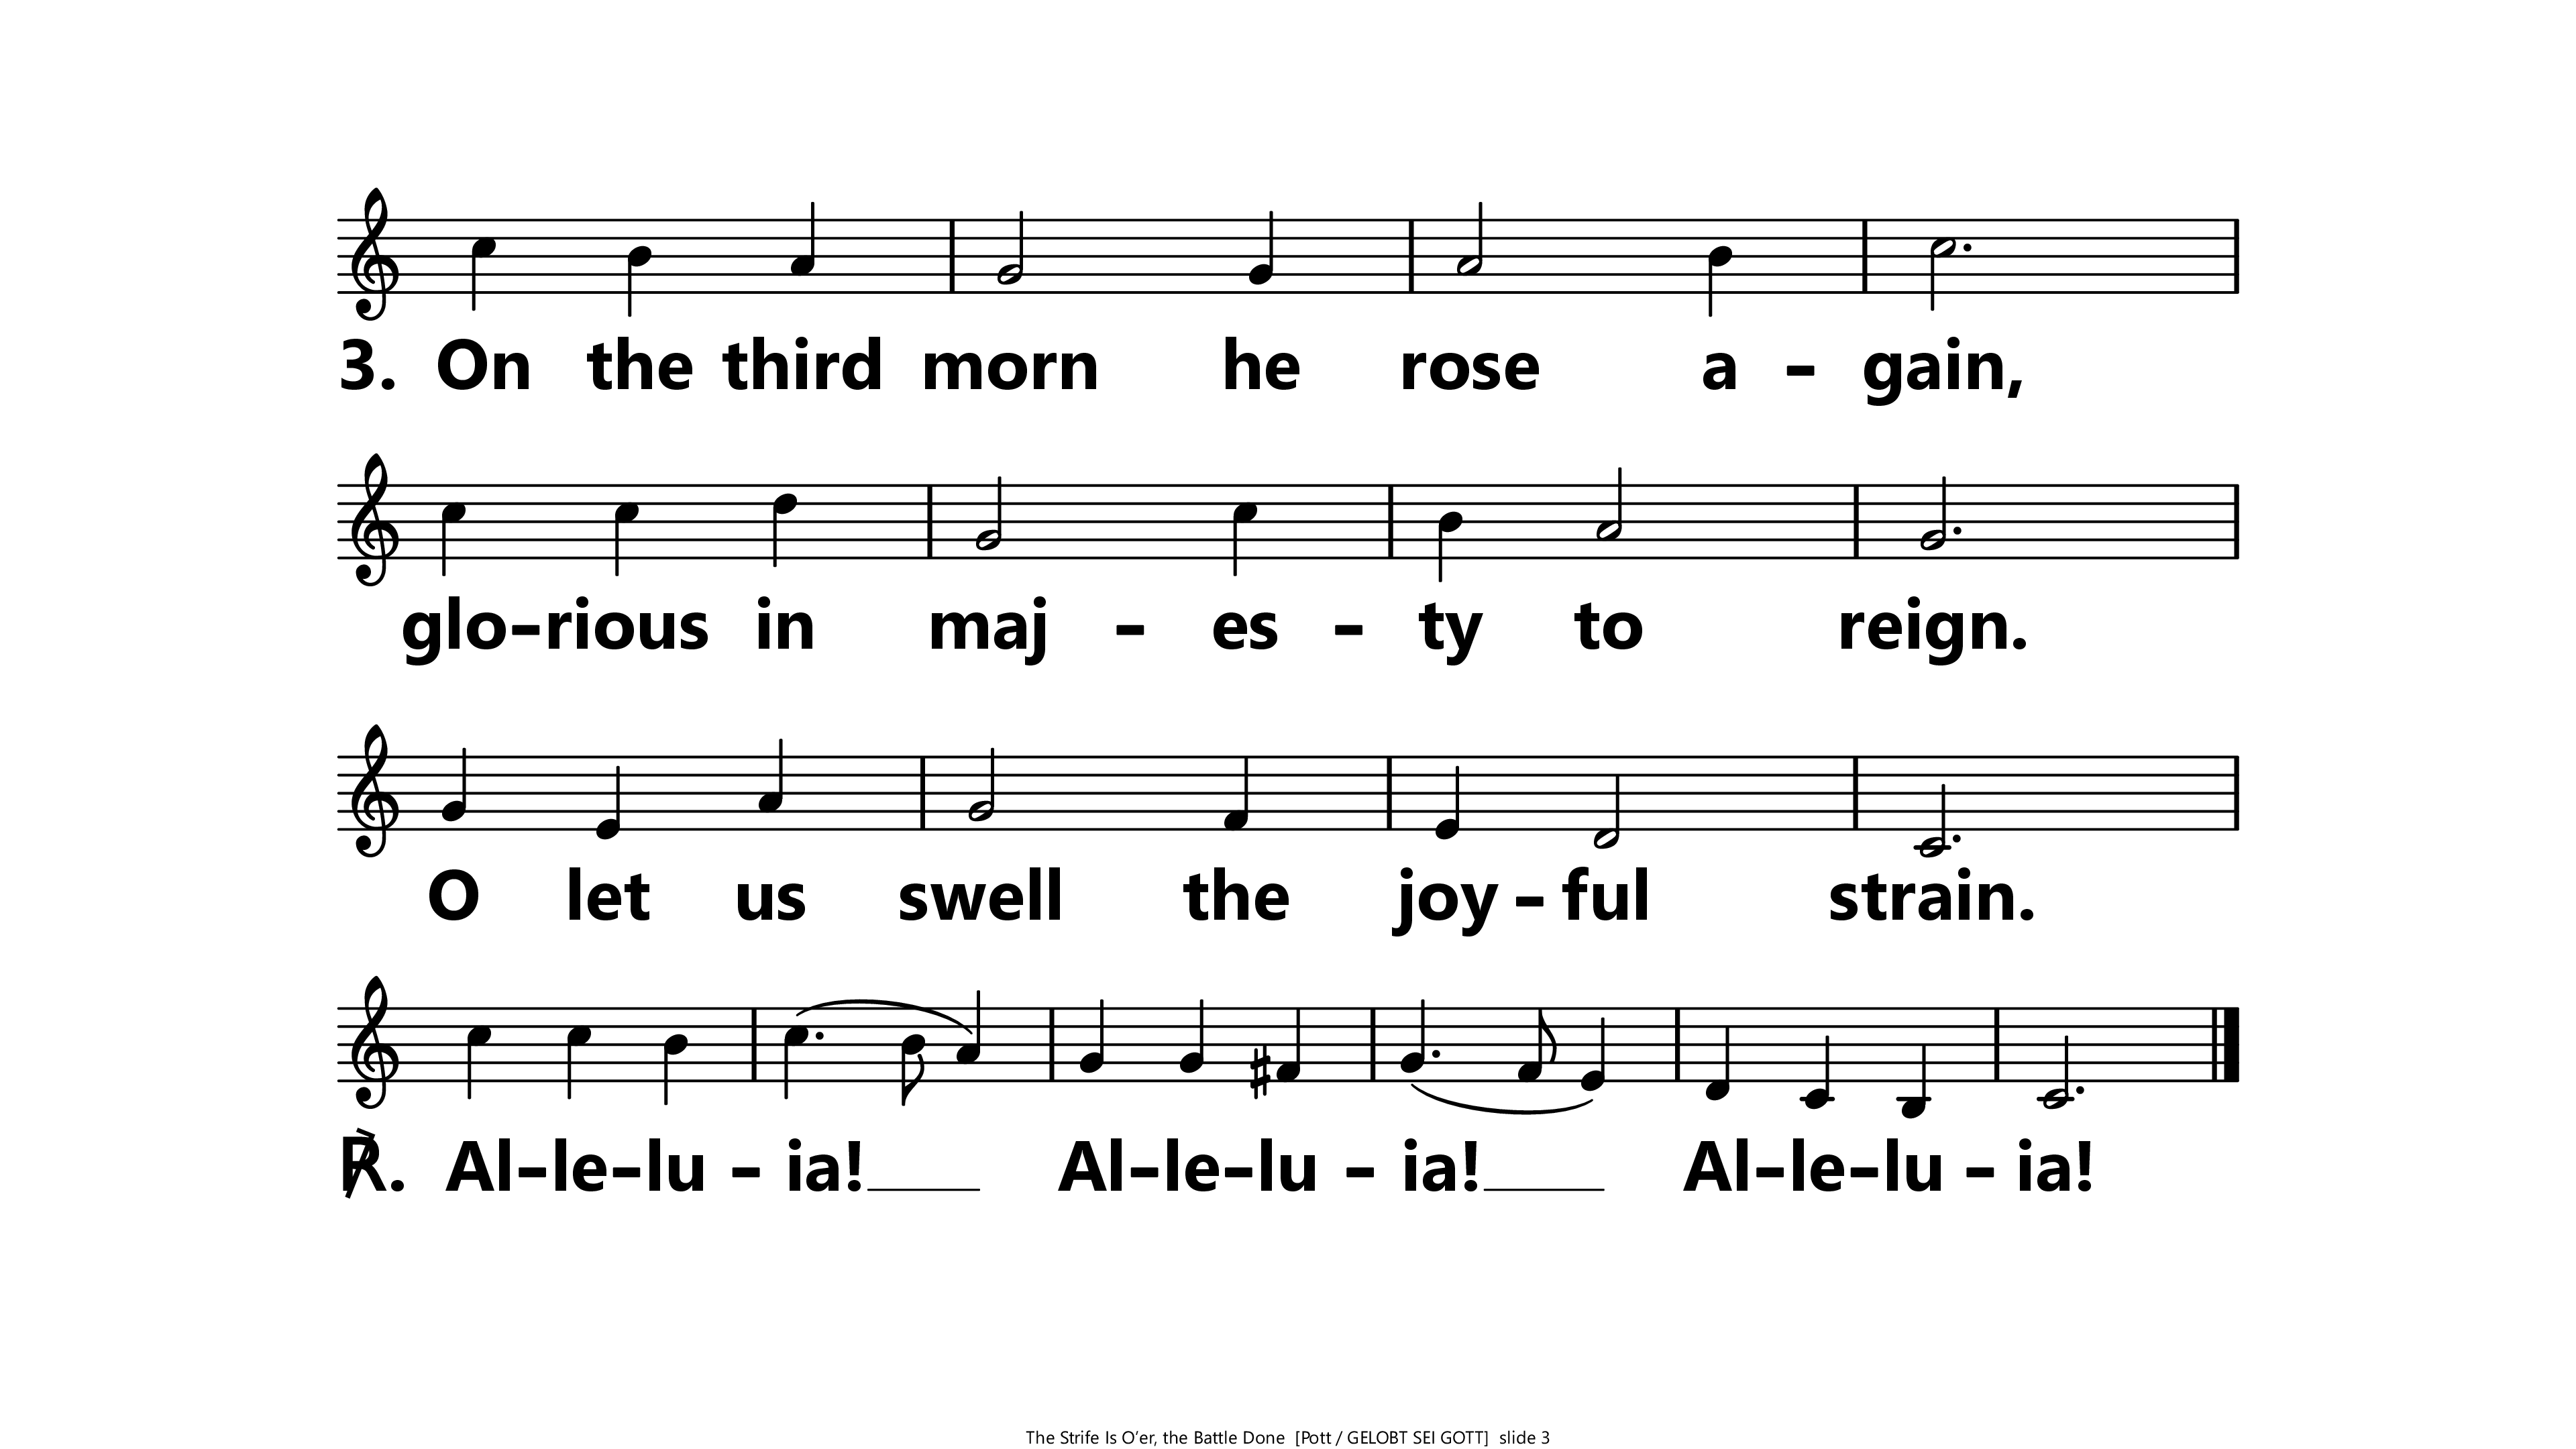 3. On the third morn he rose a - gain,
glo-rious in maj - es - ty to reign.
O let us swell the joy - ful strain.
℟. Al-le-lu - ia!___ Al-le-lu - ia!___ Al-le-lu - ia!
The Strife Is O’er, the Battle Done [Pott / GELOBT SEI GOTT] slide 3